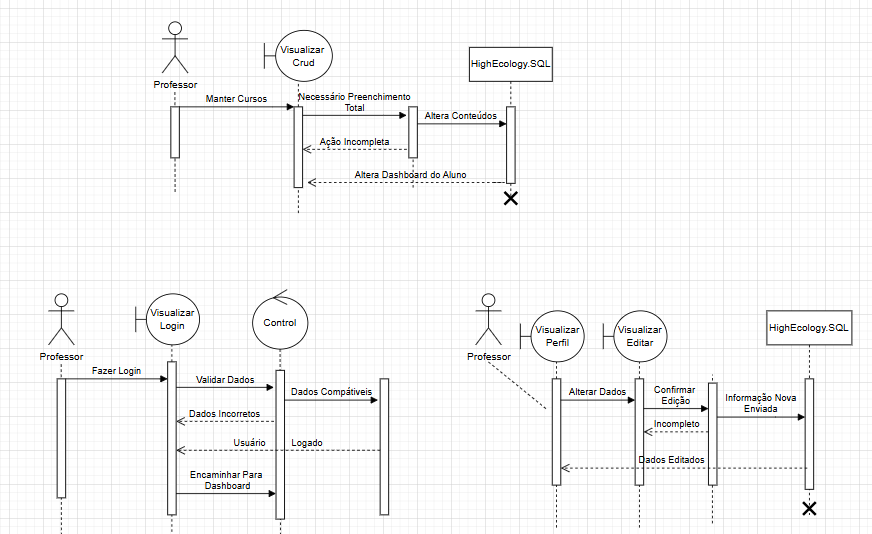 Visualizar
Crud
HighEcology.SQL
Professor
Manter Cursos
Necessário Preenchimento
Total
Altera Conteúdos
Ação Incompleta
Altera Dashboard do Aluno
Visualizar
Login
Control
Professor
Fazer Login
Validar Dados
Dados Compátiveis
Dados Incorretos
Usuário Logado
Encaminhar Para
Dashboard
Visualizar
Perfil
Visualizar
Editar
HighEcology.SQL
Professor
Alterar Dados
Confirmar
Edição
Informação Nova
Enviada
Incompleto
Dados Editados